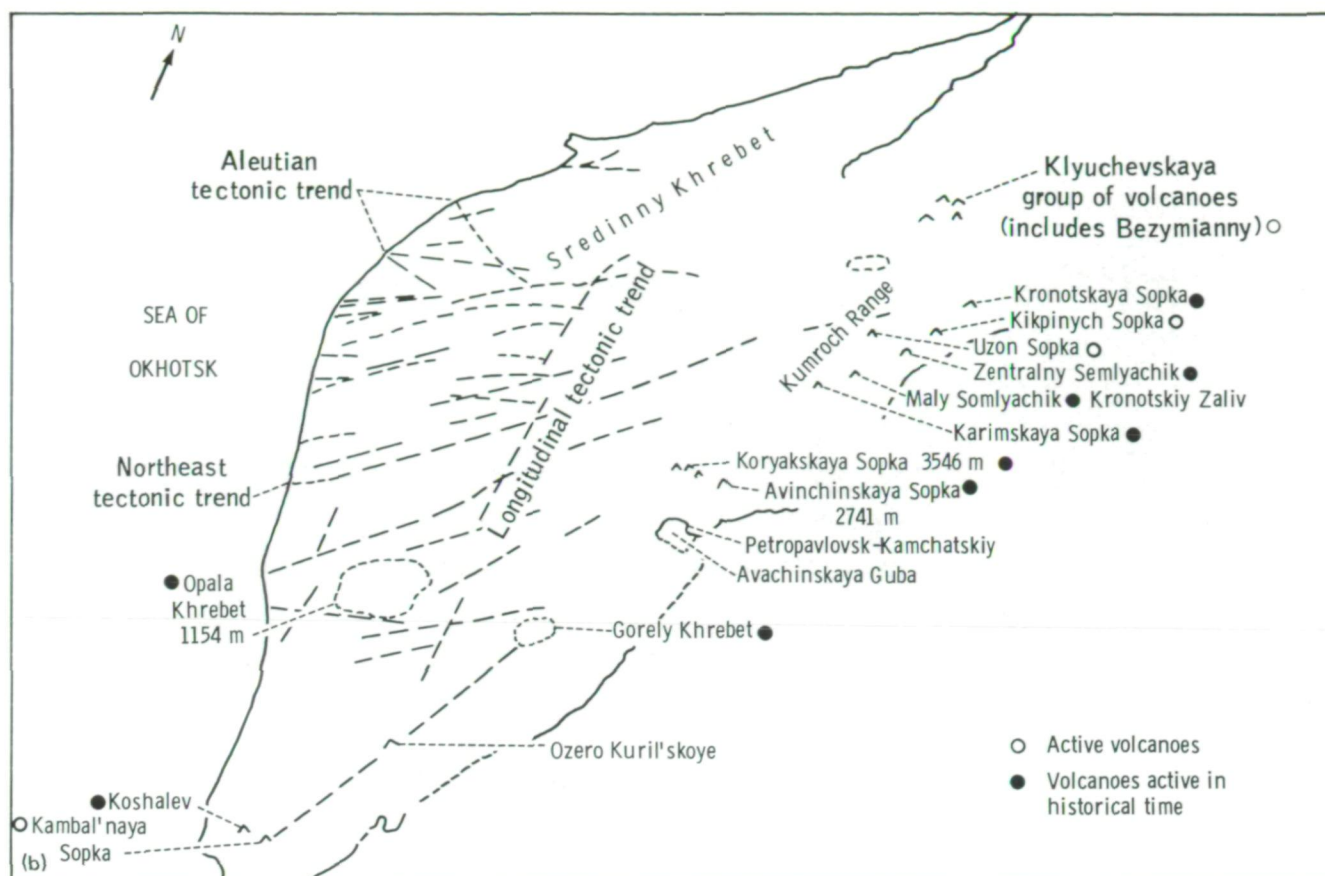 N
Aleutian
tectonic trend
Sredinny Khrebet
Klyuchevskaya
group of volcanoes
(includes Bezymianny)
SEA OF
OKHOTSK
Longitudinal tectonic trend
Kumroch Range
Kronotskaya Sopka
Kikpinych Sopka
Uzon Sopka
Zentralny Semlyachik
Maly Somlyachik Kronotskiy Zaliv
Karimskaya Sopka
Northeast
tectonic trend
Koryakskaya Sopka 3546 m
Avinchinskaya Sopka
2741 m
Petropavlovsk-Kamchatskiy
Avachinskaya Guba
Opala
Khrebet
1154 m
Gorely Khrebet
Ozero Kuril'skoye
Active volcanoes
Volcanoes active in
historical time
Koshalev
Kambal'naya
Sopka
(b)